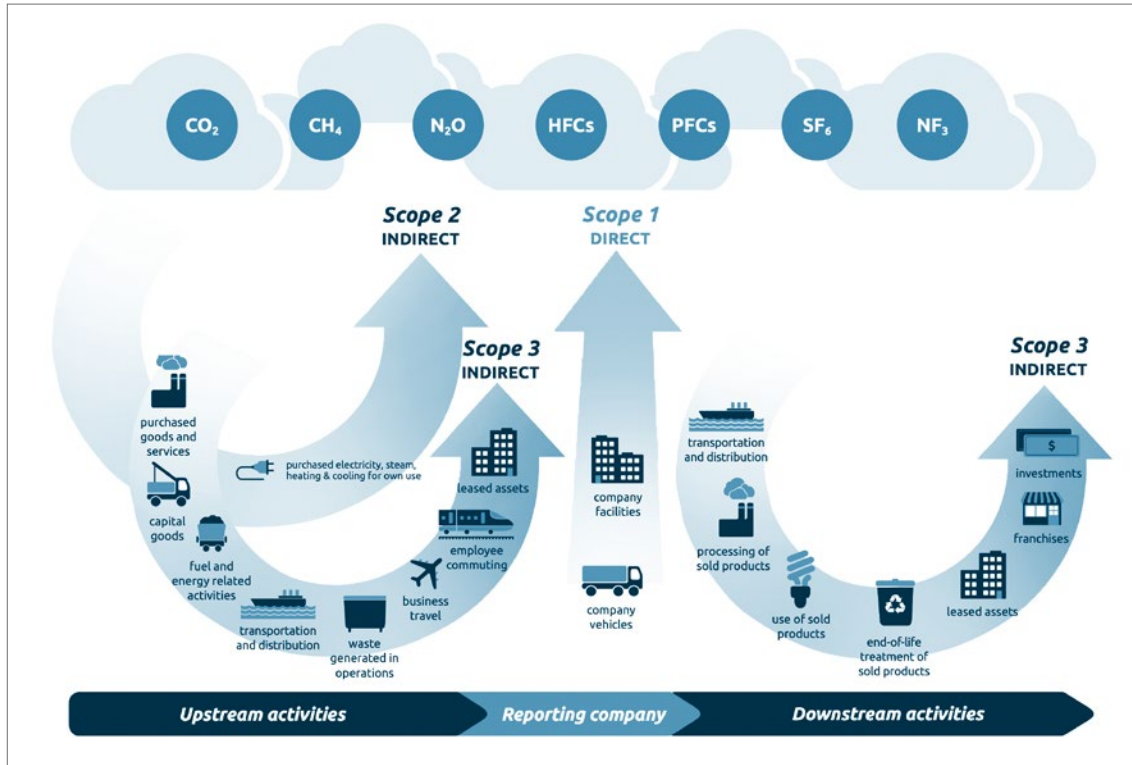 CO₂
CH₄
N₂O
HFCs
PFCs
SF₆
NF₃
Scope 2
INDIRECT
Scope 1
DIRECT
Scope 3
INDIRECT
Scope 3
INDIRECT
purchased
goods and
services
capital
goods
fuel and
energy related
activities
transportation
and distribution
waste
generated in
operations
business
travel
employee
commuting
leased assets
purchased electricity, steam,
heating & cooling for own use
company
facilities
company
vehicles
transportation
and distribution
processing of
sold products
use of sold
products
end-of-life
treatment of
sold products
leased assets
franchises
$
investments
Upstream activities
Reporting company
Downstream activities